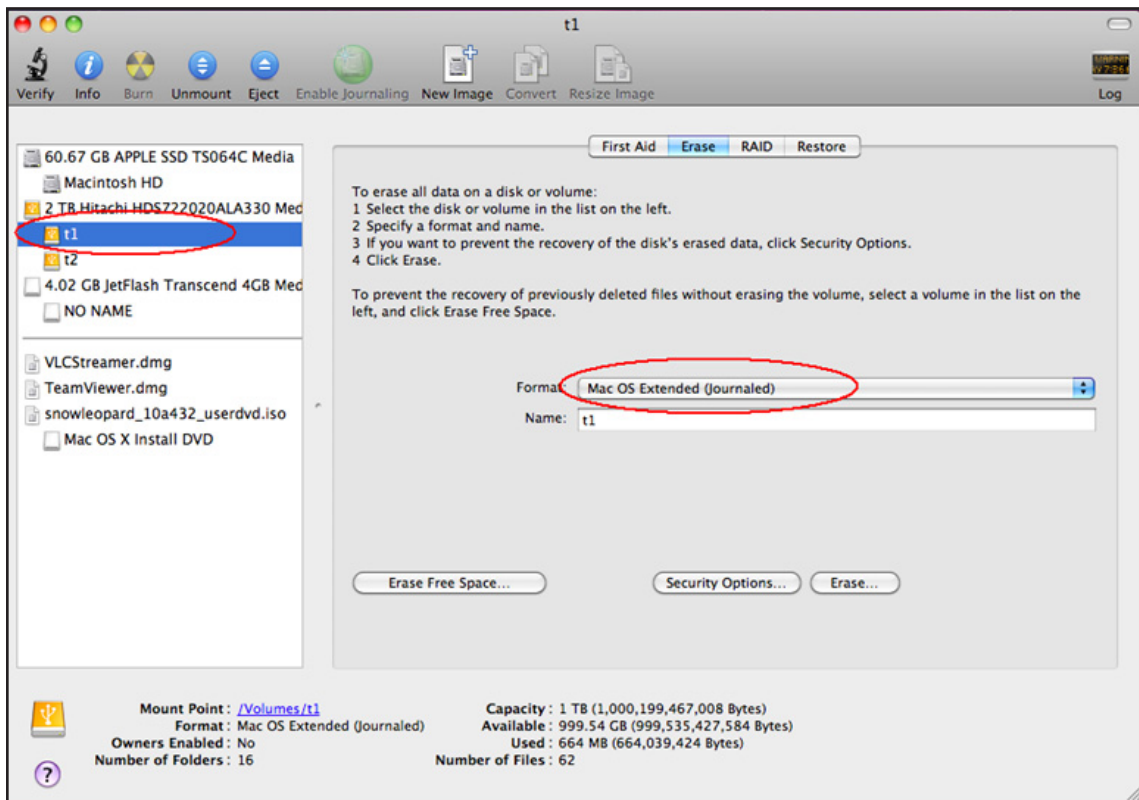 t1
Verify Info Burn Unmount Eject Enable Journaling New Image Convert Resize Image Log
60.67 GB APPLE SSD TS064C Media
Macintosh HD
2 TB Hitachi HDS722020ALA330 Med
t1
t2
4.02 GB JetFlash Transcend 4GB Med
NO NAME
VLCStreamer.dmg
TeamViewer.dmg
snowleopard_10a432_userdvd.iso
Mac OS X Install DVD
First Aid Erase RAID Restore
To erase all data on a disk or volume:
1 Select the disk or volume in the list on the left.
2 Specify a format and name.
3 If you want to prevent the recovery of the disk's erased data, click Security Options.
4 Click Erase.
To prevent the recovery of previously deleted files without erasing the volume, select a volume in the list on the
left, and click Erase Free Space.
Format: Mac OS Extended (Journaled)
Name: t1
Erase Free Space... Security Options... Erase...
Mount Point : /Volumes/t1
Format : Mac OS Extended (Journaled)
Owners Enabled : No
Number of Folders : 16
Capacity : 1 TB (1,000,199,467,008 Bytes)
Available : 999.54 GB (999,535,427,584 Bytes)
Used : 664 MB (664,039,424 Bytes)
Number of Files : 62
?